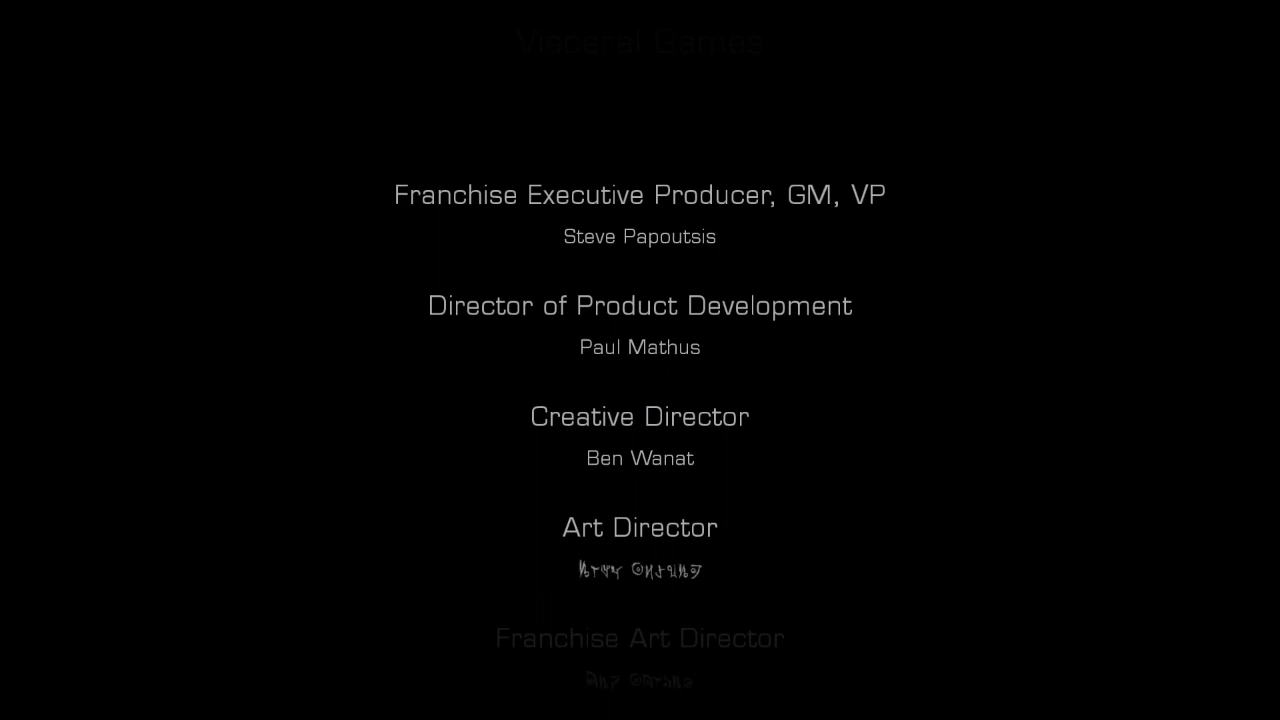 Visceral Games
Franchise Executive Producer, GM, VP
Steve Papoutsis
Director of Product Development
Paul Mathus
Creative Director
Ben Wanat
Art Director
Franchise Art Director